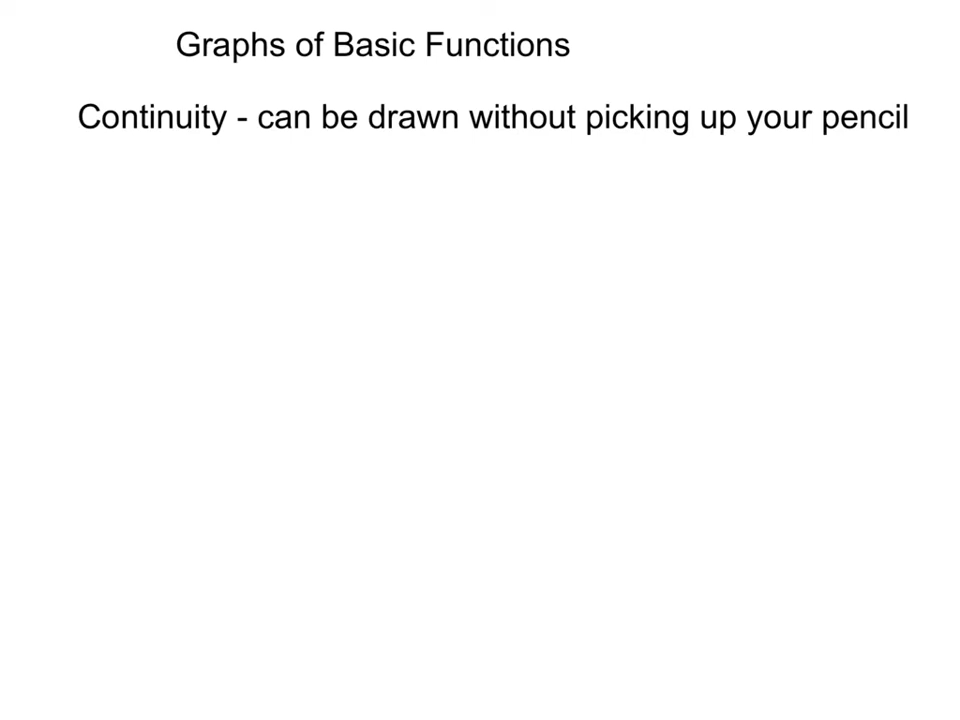 Graphs of Basic Functions
Continuity - can be drawn without picking up your pencil